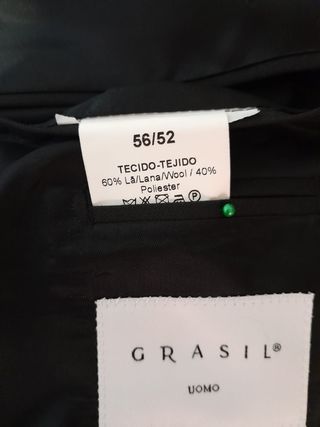 56/52
TECIDO-TEJIDO
60% Lã/Lana/Wool / 40%
Poliester
P
GRASIL®
UOMO